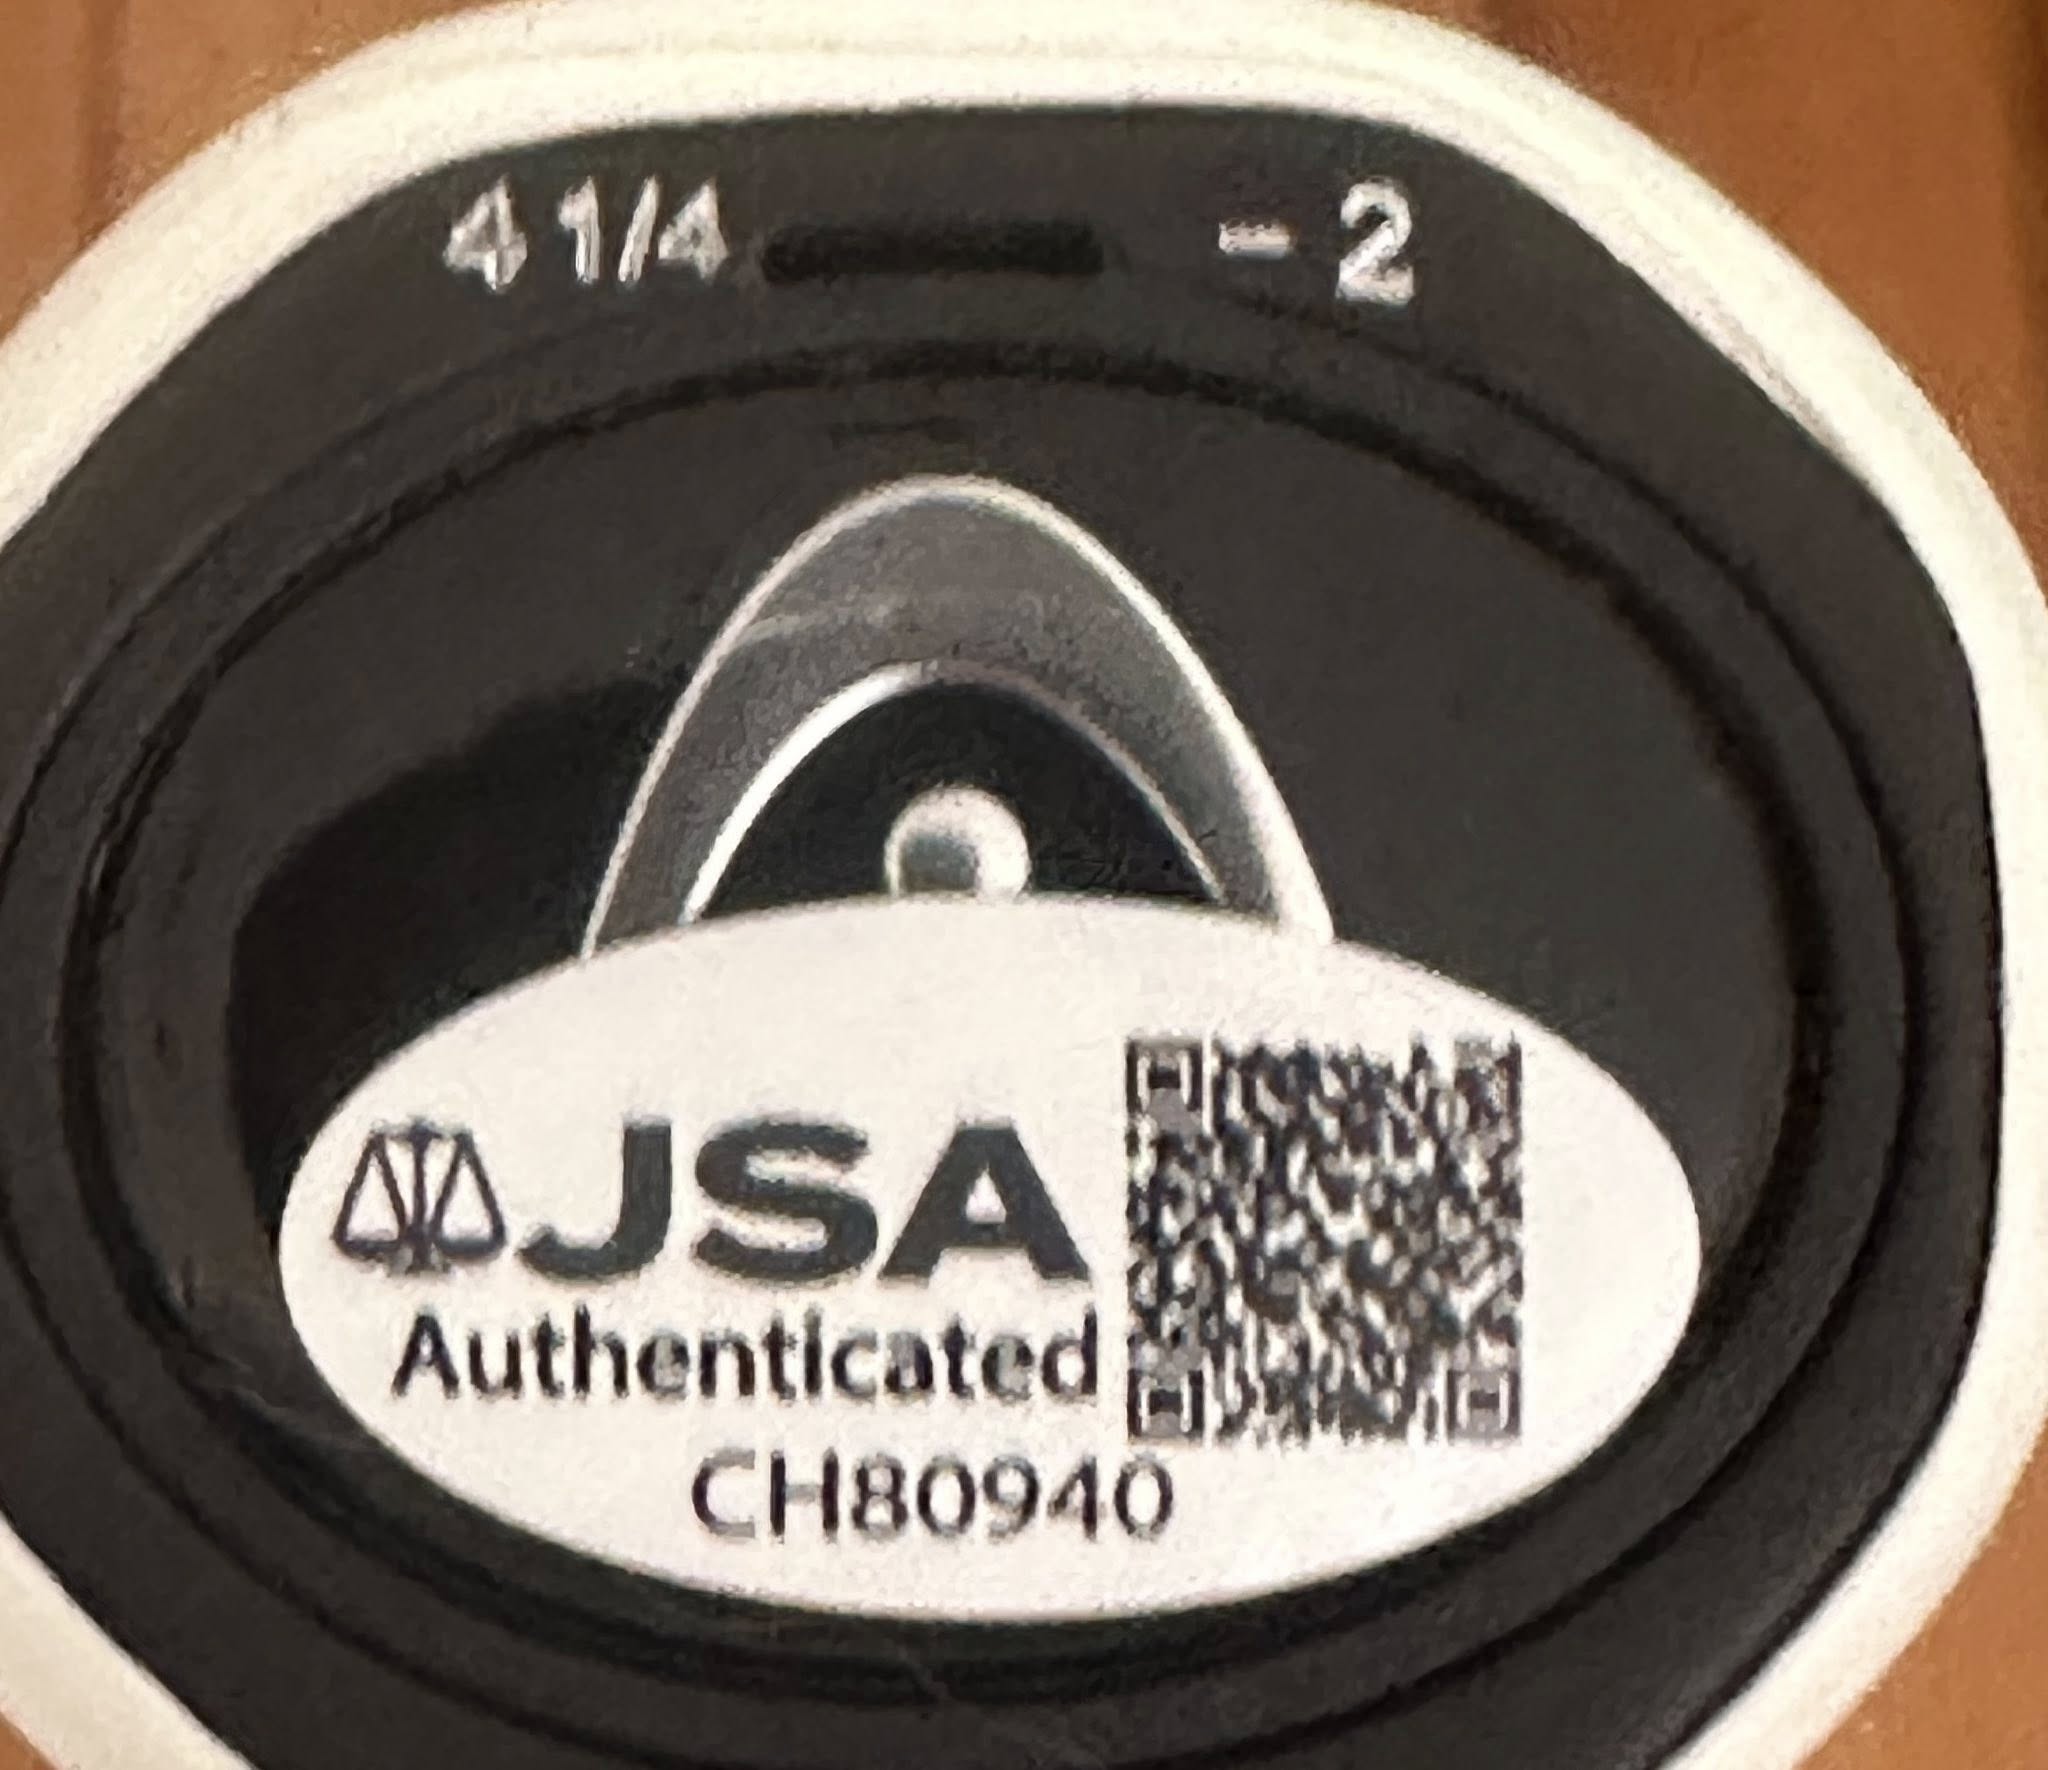 4 1/4 - 2
JSA
Authenticated
CH80940